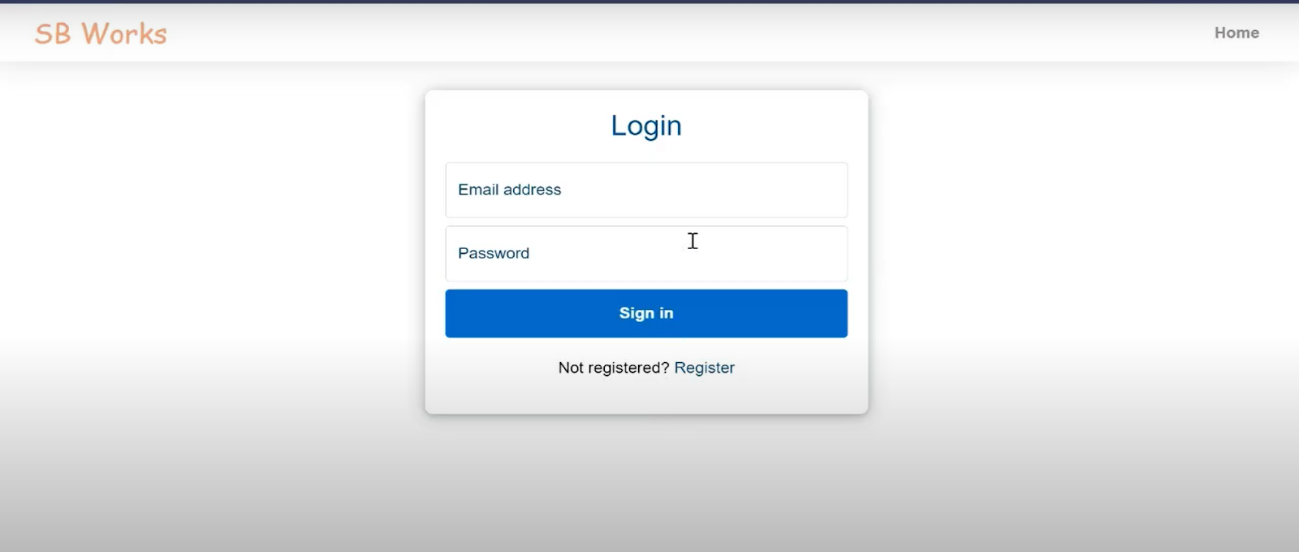 SB Works
Home
Login
Email address
Password
Sign in
Not registered? Register